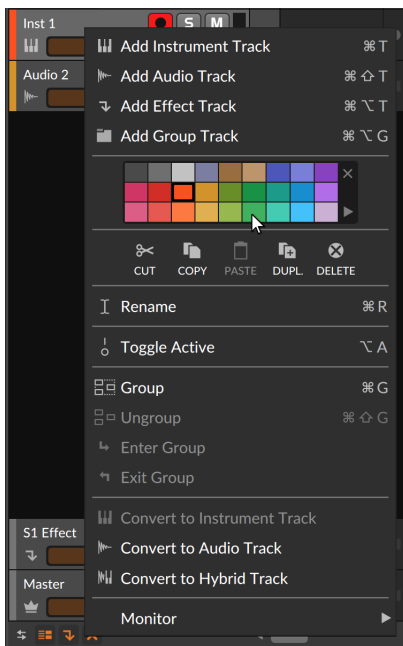 Inst 1
S M
Add Instrument Track ⌘ T
Audio 2
Add Audio Track ⌘ ⇧ T
Add Effect Track ⌘ ⌥ T
Add Group Track ⌘ ⌥ G
CUT COPY PASTE DUPL. DELETE
Rename ⌘ R
Toggle Active ⌥ A
Group ⌘ G
Ungroup ⌘ ⇧ G
Enter Group
Exit Group
Convert to Instrument Track
S1 Effect
Convert to Audio Track
Master
Convert to Hybrid Track
Monitor